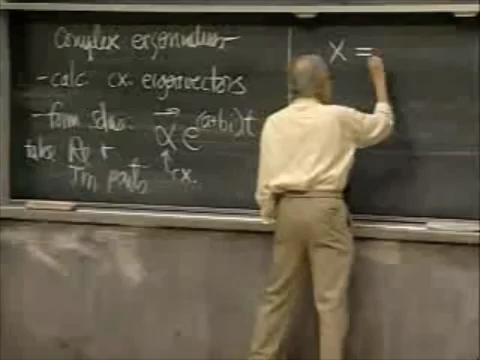 Complex eigenvalues
- calc cx. eigenvectors
- form solns: α⃗ e^(a+bi)t
take Re +
Im parts
↑ cx.
x =